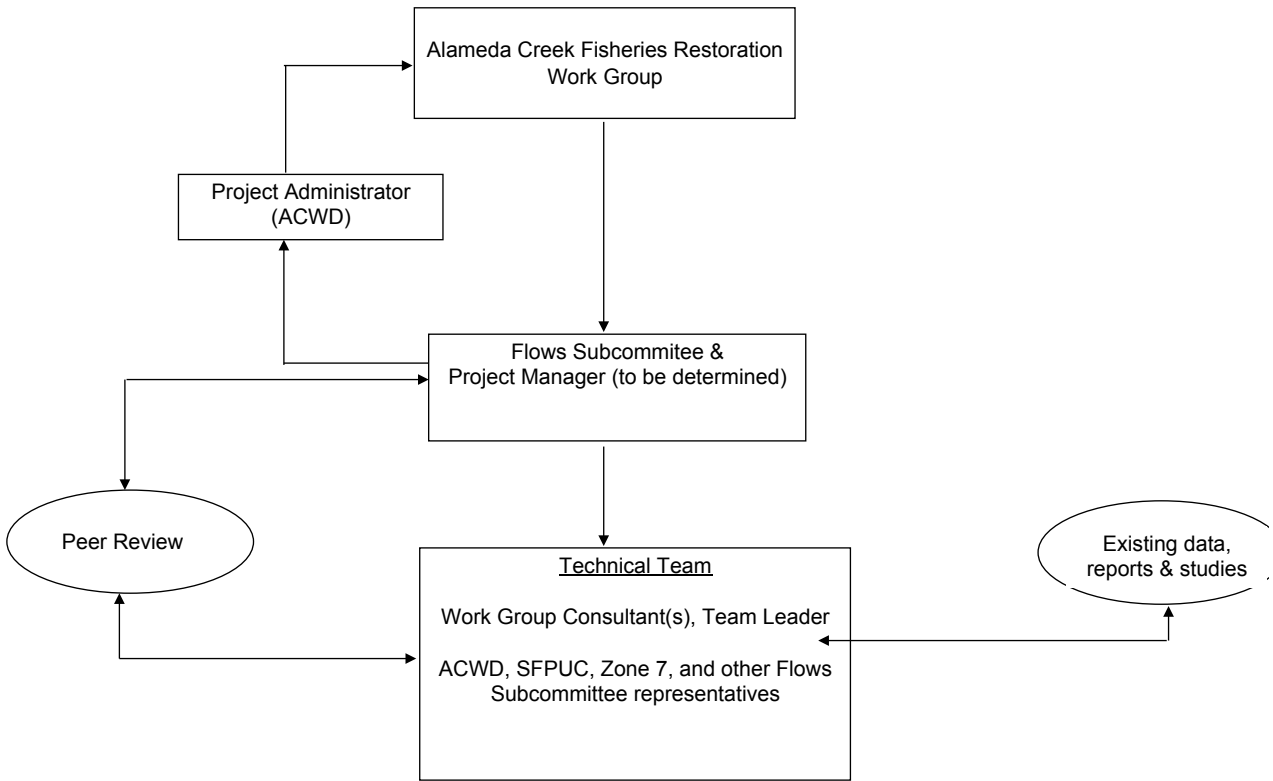 Alameda Creek Fisheries Restoration
Work Group
Project Administrator
(ACWD)
Flows Subcommitee &
Project Manager (to be determined)
Peer Review
Existing data,
reports & studies
Technical Team
Work Group Consultant(s), Team Leader
ACWD, SFPUC, Zone 7, and other Flows
Subcommittee representatives